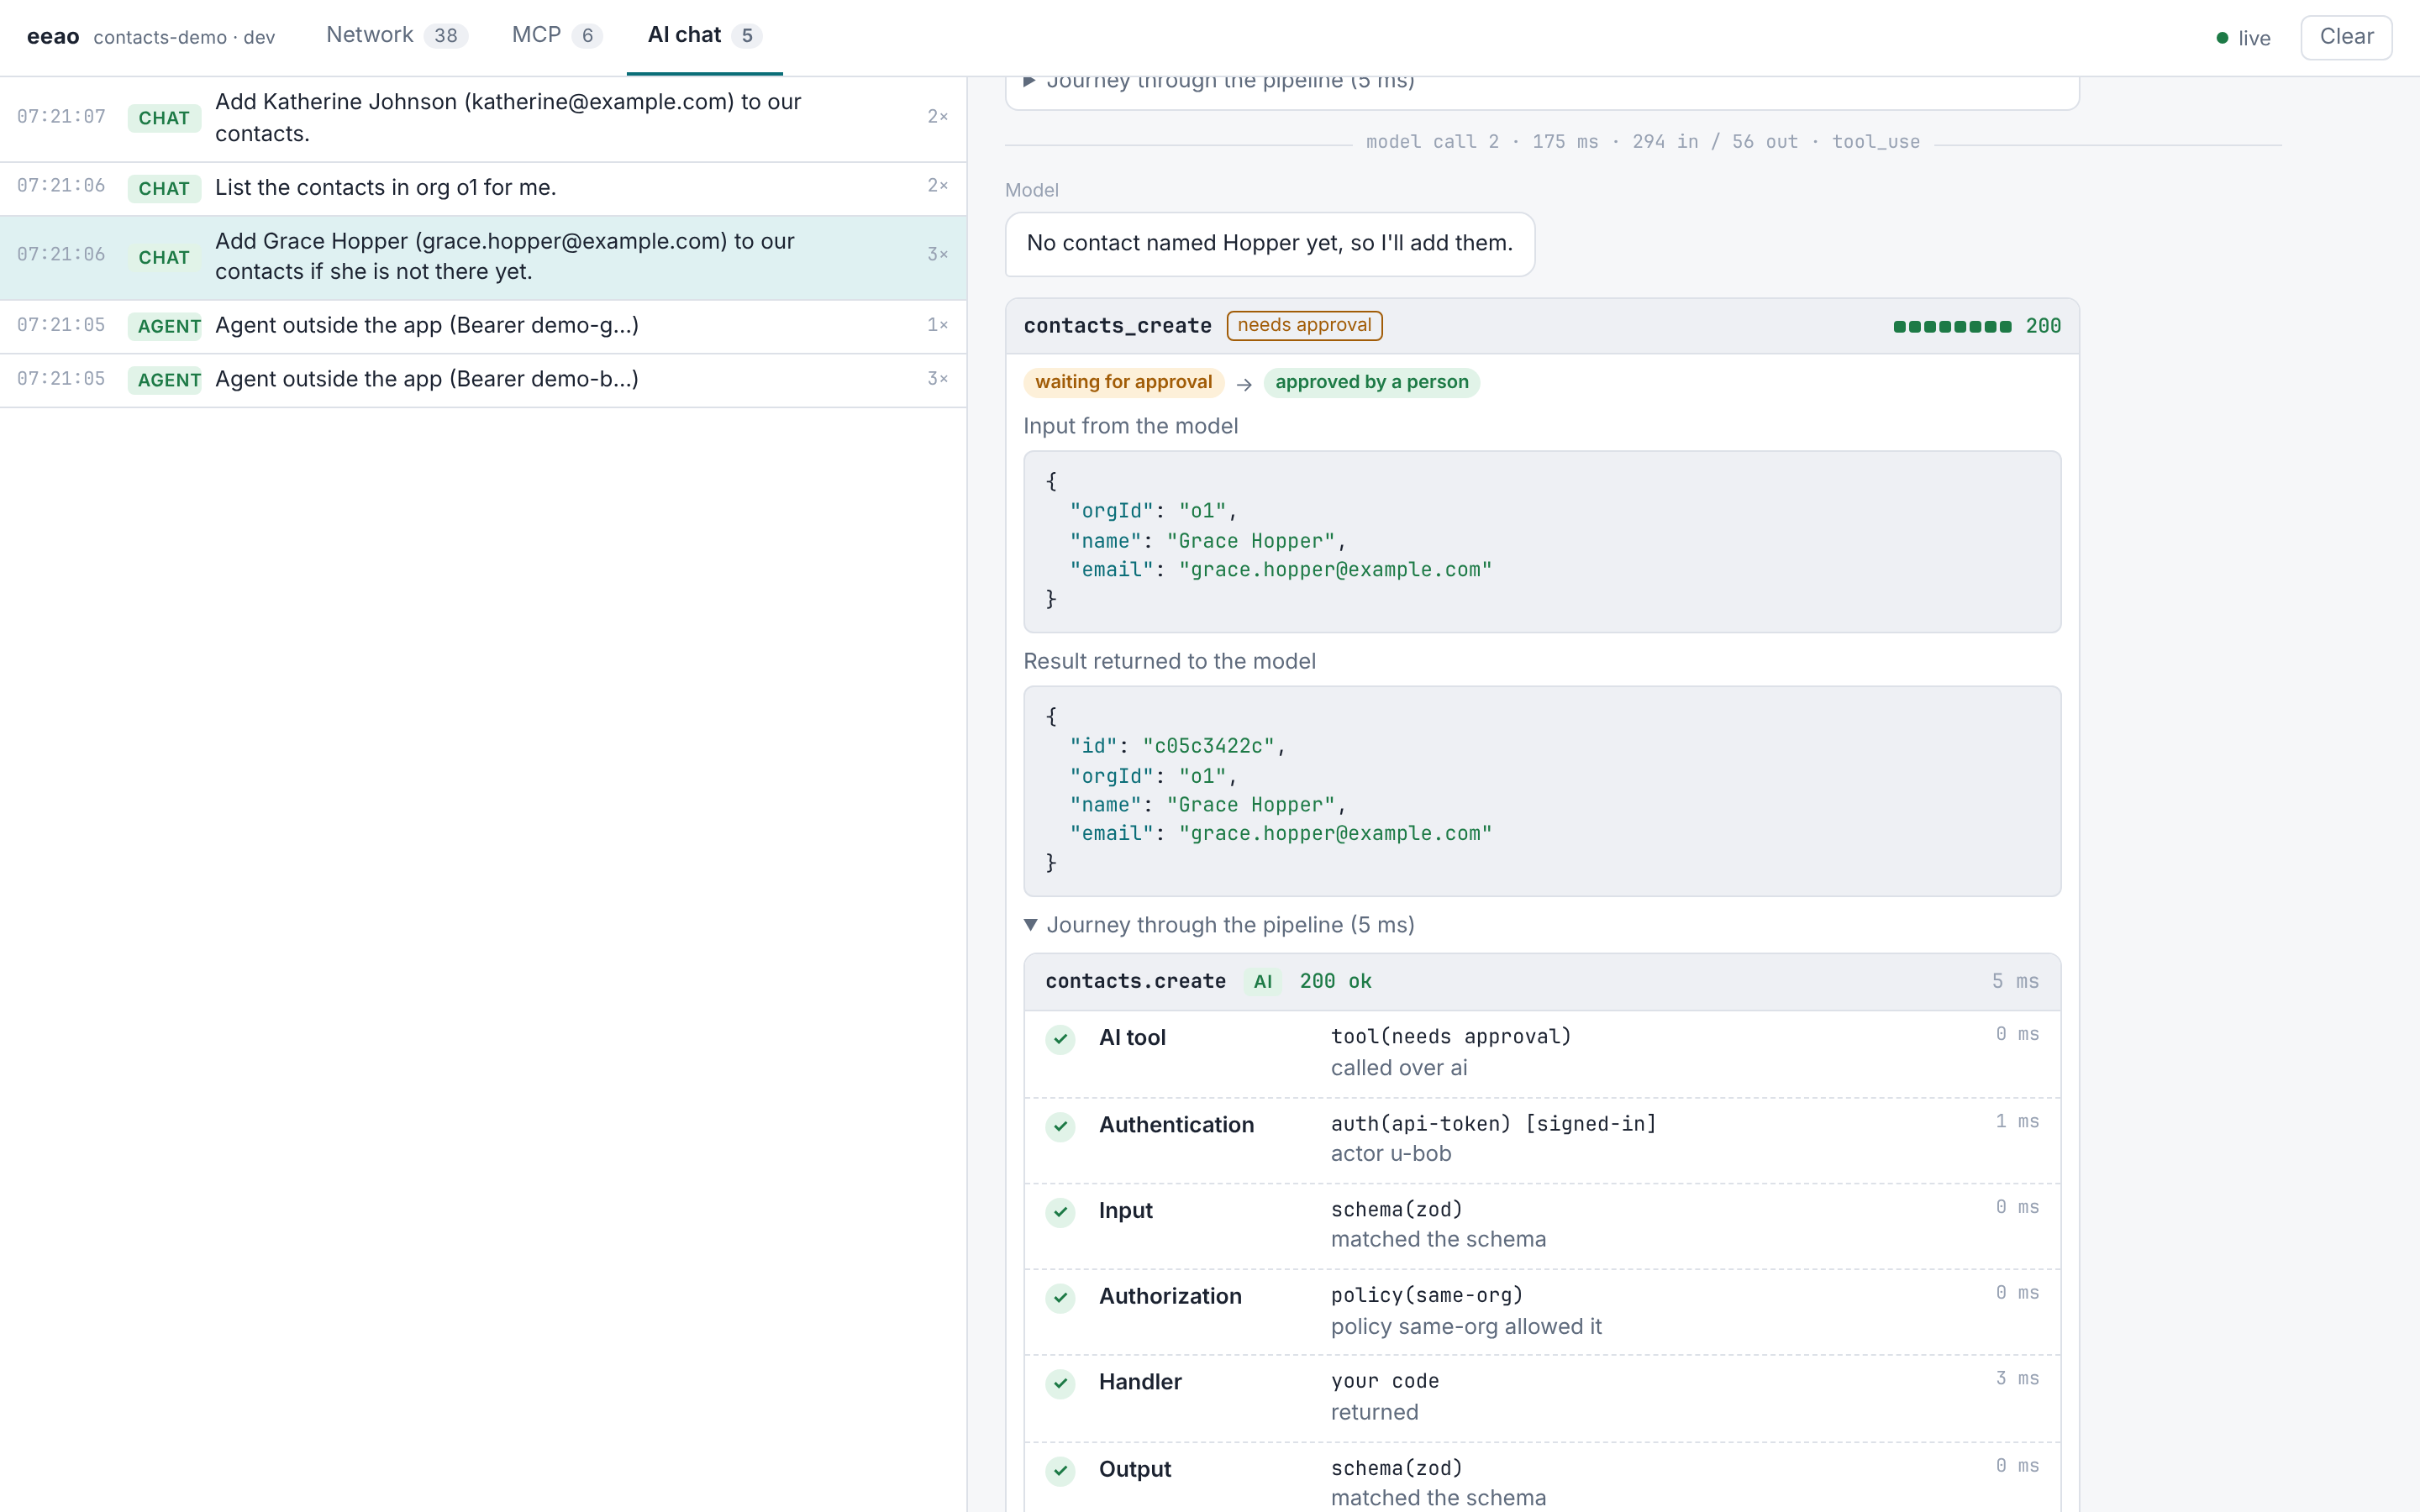 eeao contacts-demo · dev Network 38 MCP 6 AI chat 5 live Clear
07:21:07 CHAT Add Katherine Johnson (katherine@example.com) to our contacts. 2×
07:21:06 CHAT List the contacts in org o1 for me. 2×
07:21:06 CHAT Add Grace Hopper (grace.hopper@example.com) to our contacts if she is not there yet. 3×
07:21:05 AGENT Agent outside the app (Bearer demo-g…) 1×
07:21:05 AGENT Agent outside the app (Bearer demo-b…) 3×
▶ Journey through the pipeline (5 ms)
model call 2 · 175 ms · 294 in / 56 out · tool_use
Model
No contact named Hopper yet, so I'll add them.
contacts_create needs approval 200
waiting for approval → approved by a person
Input from the model
{
"orgId": "o1",
"name": "Grace Hopper",
"email": "grace.hopper@example.com"
}
Result returned to the model
{
"id": "c05c3422c",
"orgId": "o1",
"name": "Grace Hopper",
"email": "grace.hopper@example.com"
}
▼ Journey through the pipeline (5 ms)
contacts.create AI 200 ok 5 ms
AI tool tool(needs approval) 0 ms
called over ai
Authentication auth(api-token) [signed-in] 1 ms
actor u-bob
Input schema(zod) 0 ms
matched the schema
Authorization policy(same-org) 0 ms
policy same-org allowed it
Handler your code 3 ms
returned
Output schema(zod) 0 ms
matched the schema